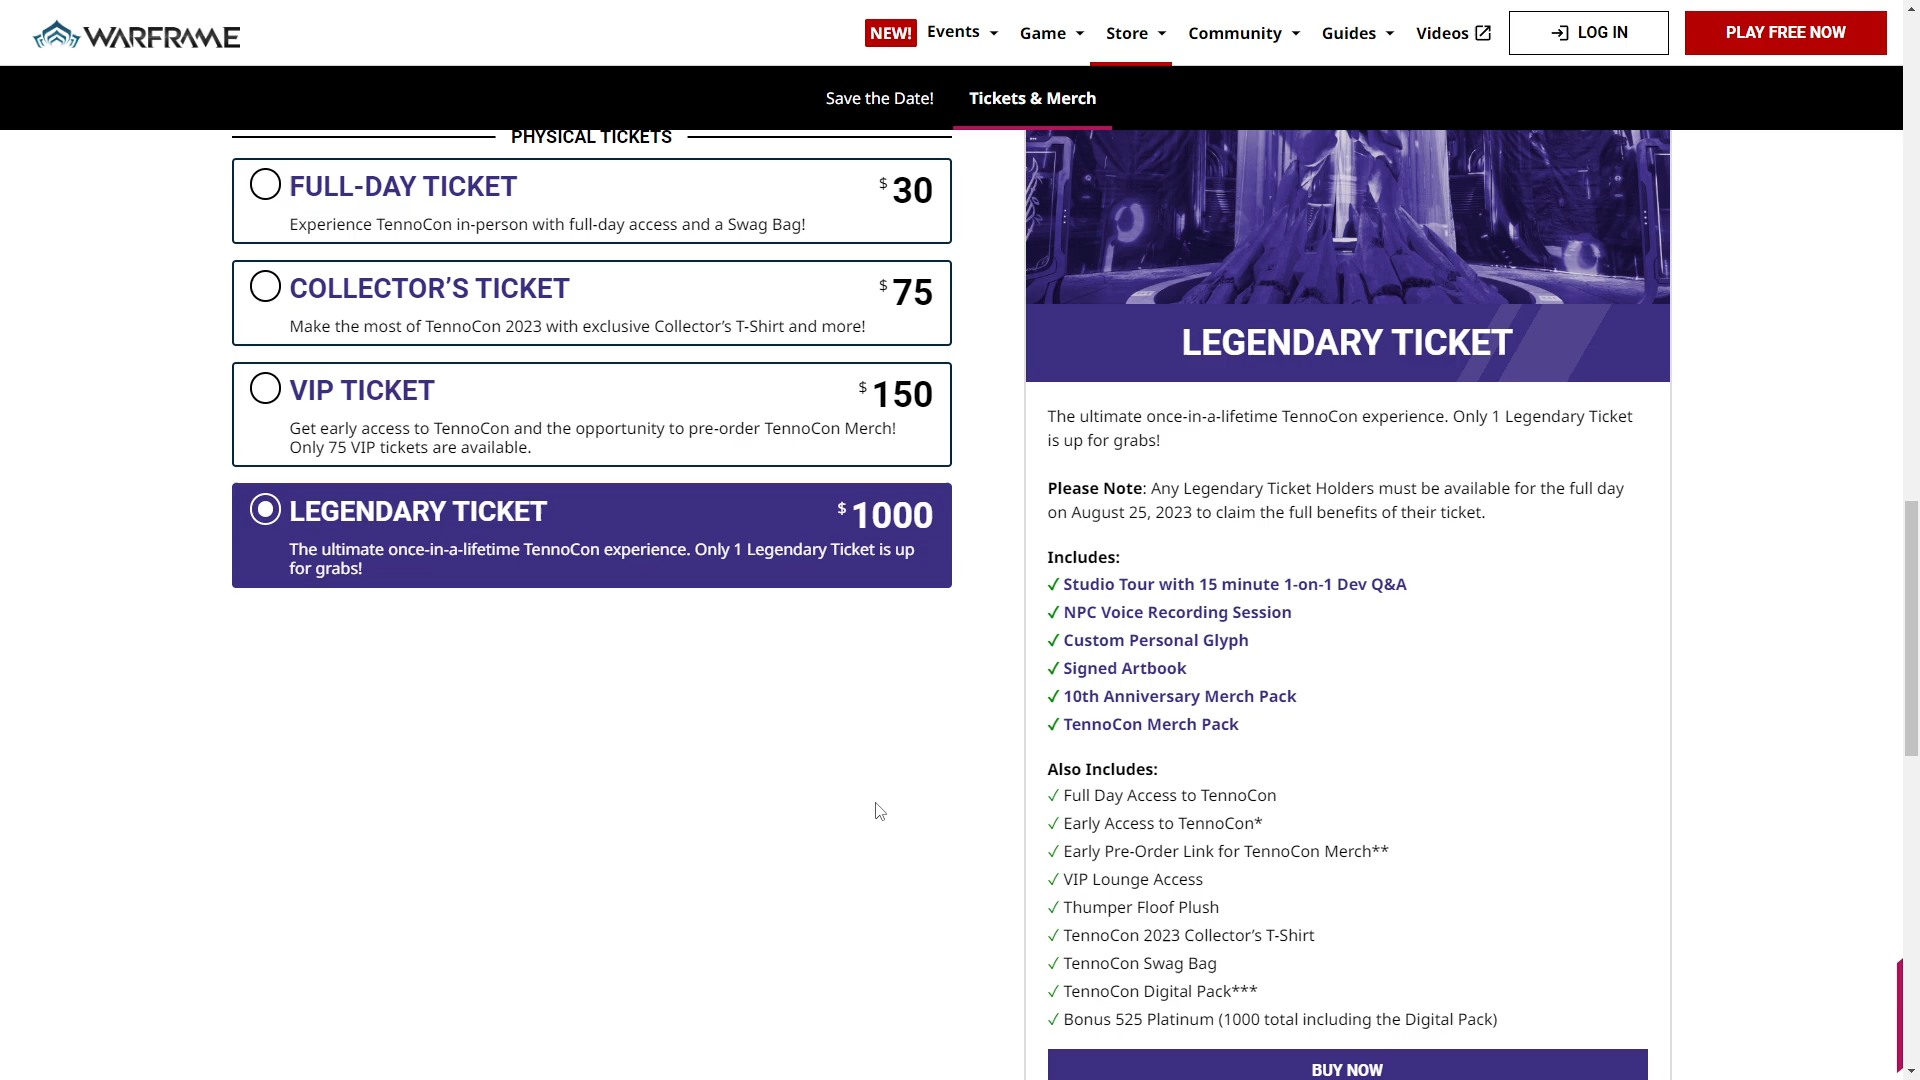 WARFRAME
NEW! Events Game Store Community Guides Videos LOG IN PLAY FREE NOW
Save the Date! Tickets & Merch
PHYSICAL TICKETS
FULL-DAY TICKET $ 30
Experience TennoCon in-person with full-day access and a Swag Bag!
COLLECTOR’S TICKET $ 75
Make the most of TennoCon 2023 with exclusive Collector’s T-Shirt and more!
VIP TICKET $ 150
Get early access to TennoCon and the opportunity to pre-order TennoCon Merch!
Only 75 VIP tickets are available.
LEGENDARY TICKET $ 1000
The ultimate once-in-a-lifetime TennoCon experience. Only 1 Legendary Ticket is up
for grabs!
LEGENDARY TICKET
The ultimate once-in-a-lifetime TennoCon experience. Only 1 Legendary Ticket
is up for grabs!
Please Note: Any Legendary Ticket Holders must be available for the full day
on August 25, 2023 to claim the full benefits of their ticket.
Includes:
✓ Studio Tour with 15 minute 1-on-1 Dev Q&A
✓ NPC Voice Recording Session
✓ Custom Personal Glyph
✓ Signed Artbook
✓ 10th Anniversary Merch Pack
✓ TennoCon Merch Pack
Also Includes:
✓ Full Day Access to TennoCon
✓ Early Access to TennoCon*
✓ Early Pre-Order Link for TennoCon Merch**
✓ VIP Lounge Access
✓ Thumper Floof Plush
✓ TennoCon 2023 Collector’s T-Shirt
✓ TennoCon Swag Bag
✓ TennoCon Digital Pack***
✓ Bonus 525 Platinum (1000 total including the Digital Pack)
BUY NOW